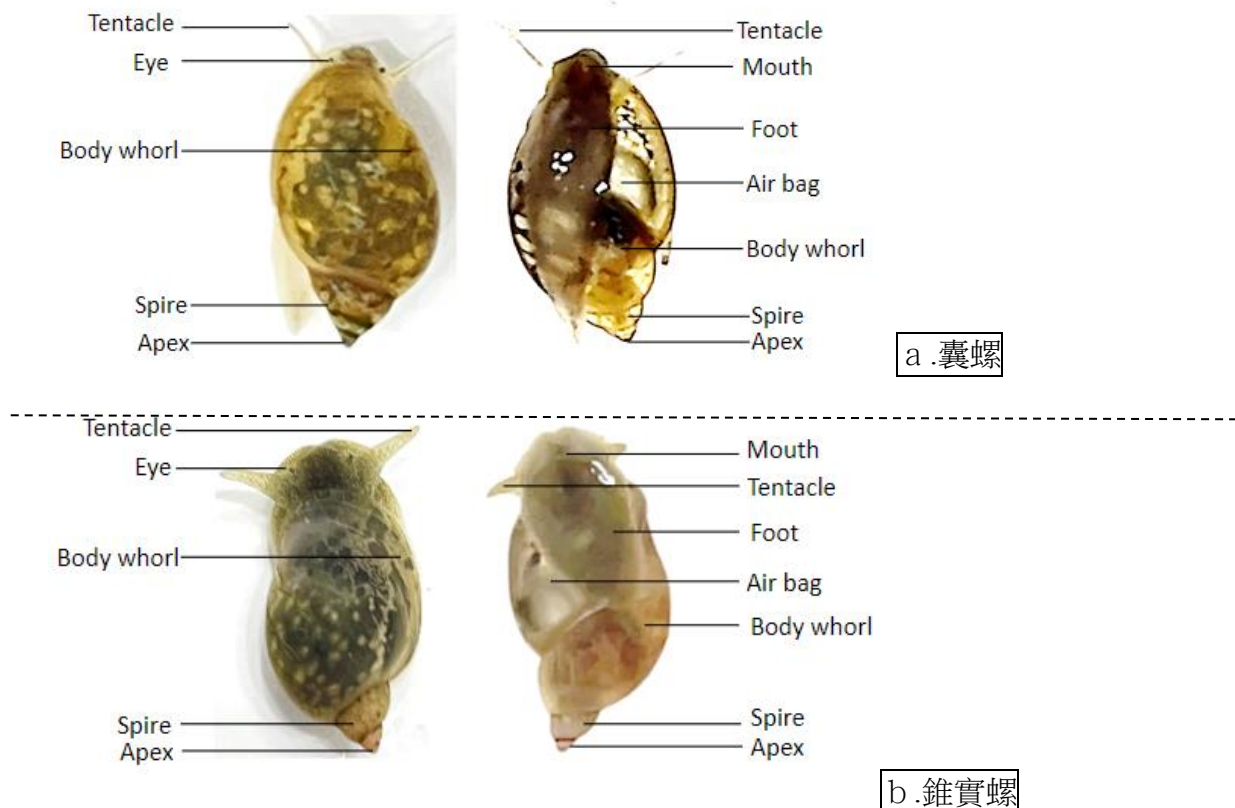 Tentacle
Eye
Body whorl
Spire
Apex
Tentacle
Mouth
Foot
Air bag
Body whorl
Spire
Apex
ａ.囊螺
Tentacle
Eye
Body whorl
Spire
Apex
Mouth
Tentacle
Foot
Air bag
Body whorl
Spire
Apex
ｂ.錐實螺